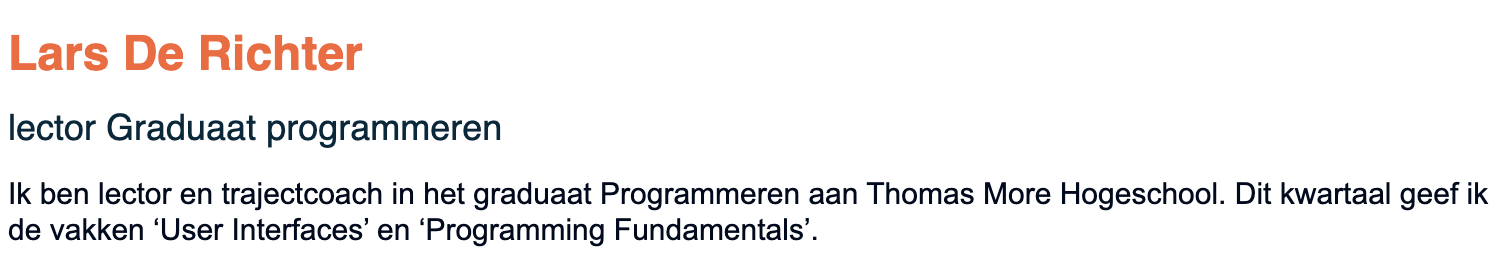 Lars De Richter
lector Graduaat programmeren
Ik ben lector en trajectcoach in het graduaat Programmeren aan Thomas More Hogeschool. Dit kwartaal geef ik
de vakken ‘User Interfaces’ en ‘Programming Fundamentals’.